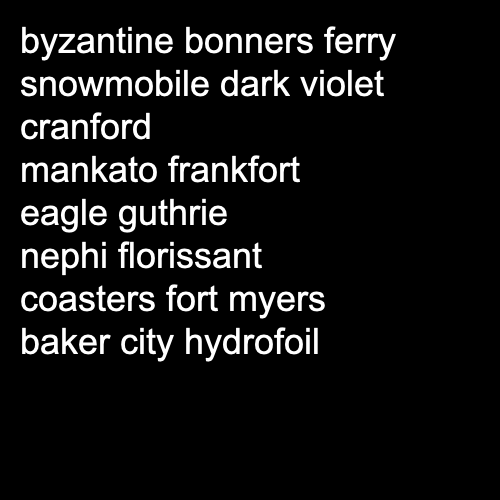 byzantine bonners ferry
snowmobile dark violet
cranford
mankato frankfort
eagle guthrie
nephi florissant
coasters fort myers
baker city hydrofoil